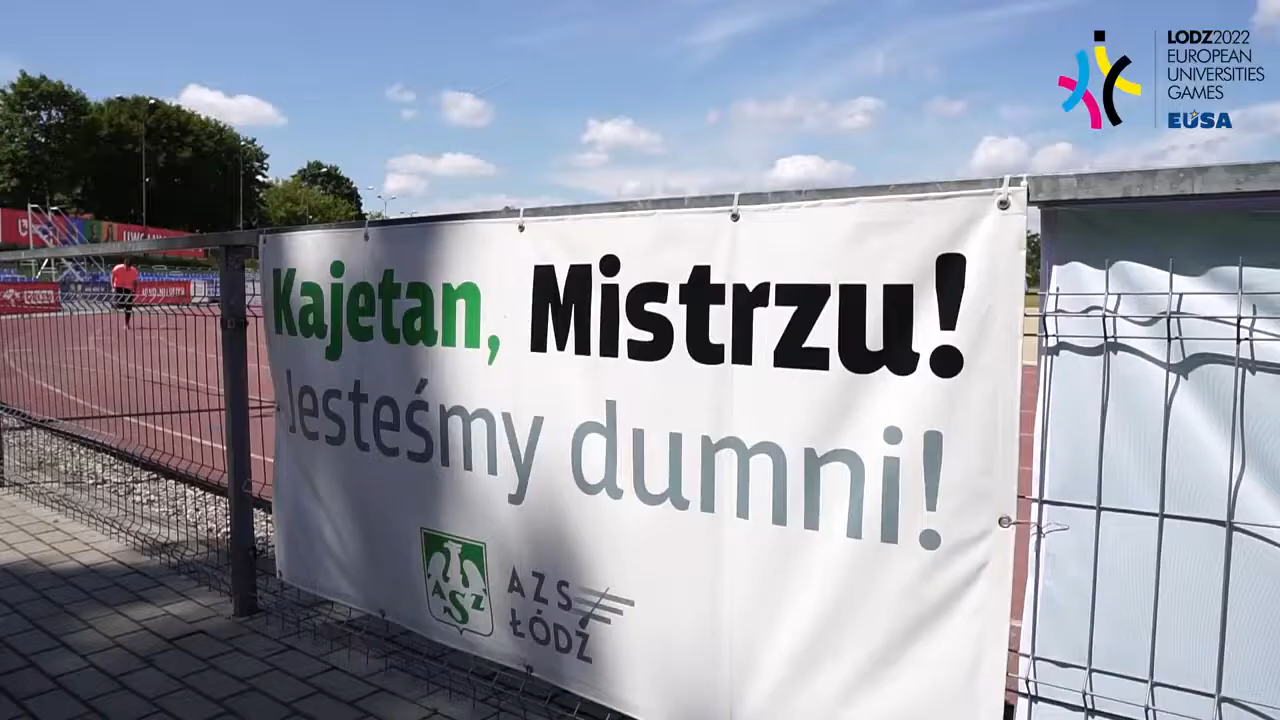 LODZ2022
EUROPEAN
UNIVERSITIES
GAMES
EUSA
Kajetan, Mistrzu!
Jesteśmy dumni!
AZS
AZS
ŁÓDŹ